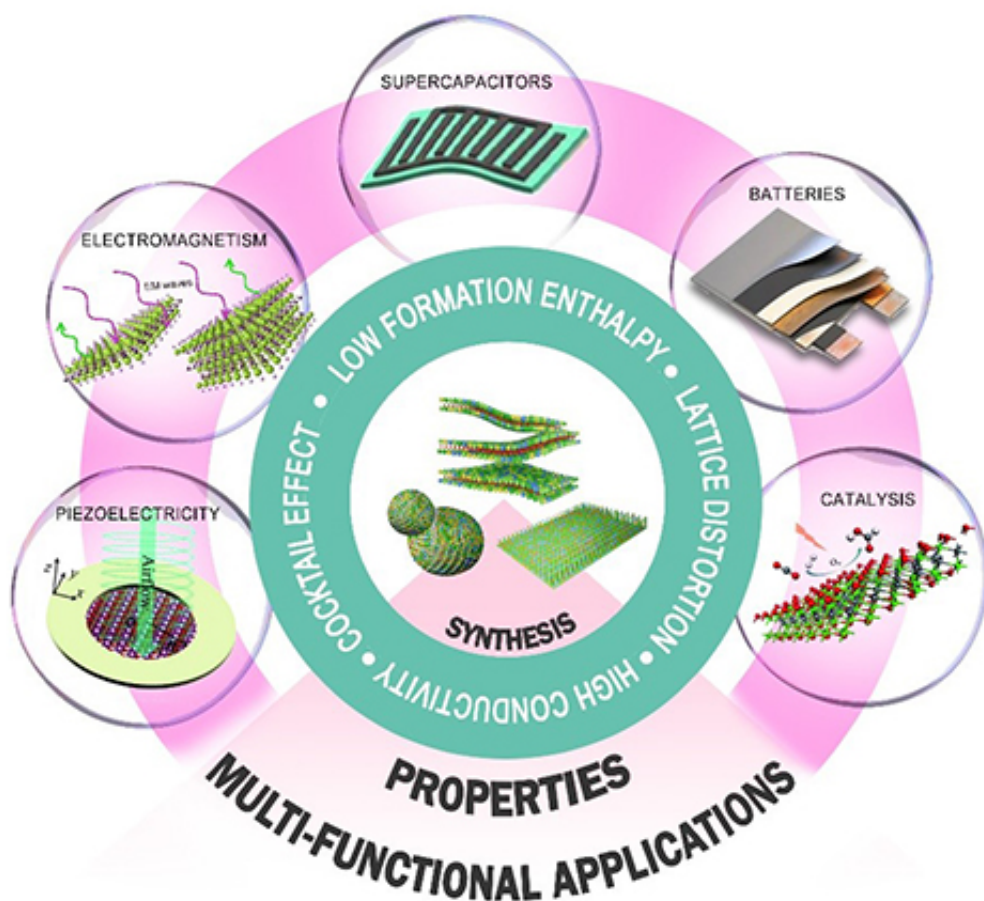 SUPERCAPACITORS
BATTERIES
ELECTROMAGNETISM
EM waves
CATALYSIS
PIEZOELECTRICITY
Airflow
z
y
x
LOW FORMATION ENTHALPY • LATTICE DISTORTION • HIGH CONDUCTIVITY • COCKTAIL EFFECT •
SYNTHESIS
PROPERTIES
MULTI-FUNCTIONAL APPLICATIONS